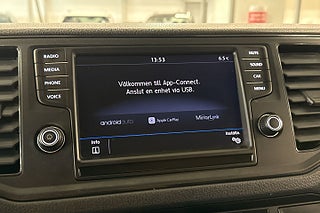 RADIO
MEDIA
PHONE
VOICE
13:53
6.5 c
Välkommen till App-Connect.
Anslut en enhet via USB.
androidauto
Apple CarPlay
MirrorLink
Info
Inställn.
MUTE
SOUND
CAR
MENU